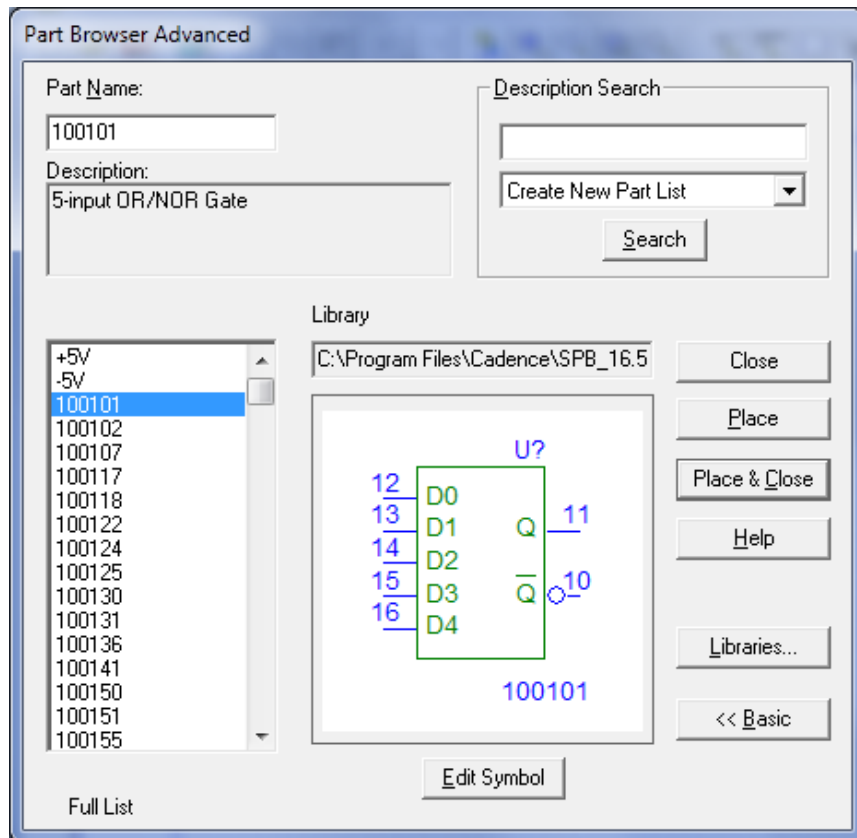 Part Browser Advanced
Part Name:
100101
Description:
5-input OR/NOR Gate
Description Search
Create New Part List
Search
Library
C:\Program Files\Cadence\SPB_16.5
+5V
-5V
100101
100102
100107
100117
100118
100122
100124
100125
100130
100131
100136
100141
100150
100151
100155
Full List
U?
12 D0
13 D1 Q 11
14 D2
15 D3 Q̅ 10
16 D4
100101
Edit Symbol
Close
Place
Place & Close
Help
Libraries...
<< Basic